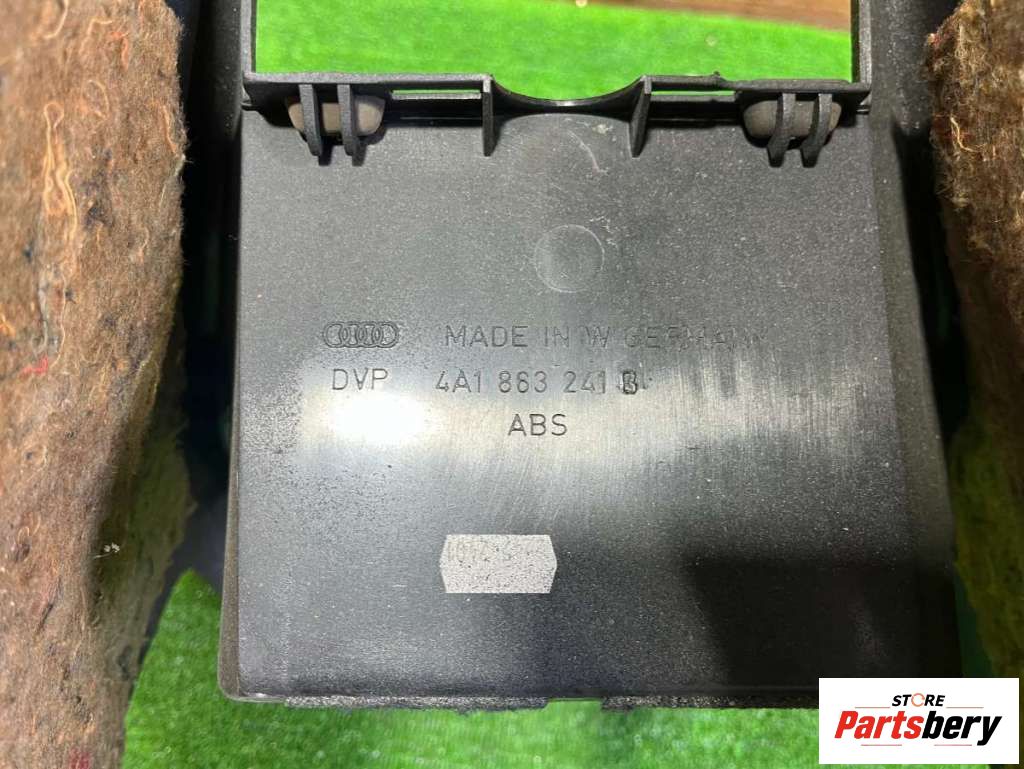 MADE IN W GERMANY
DVP 4A1 863 241 B
ABS
STORE
Partsbery